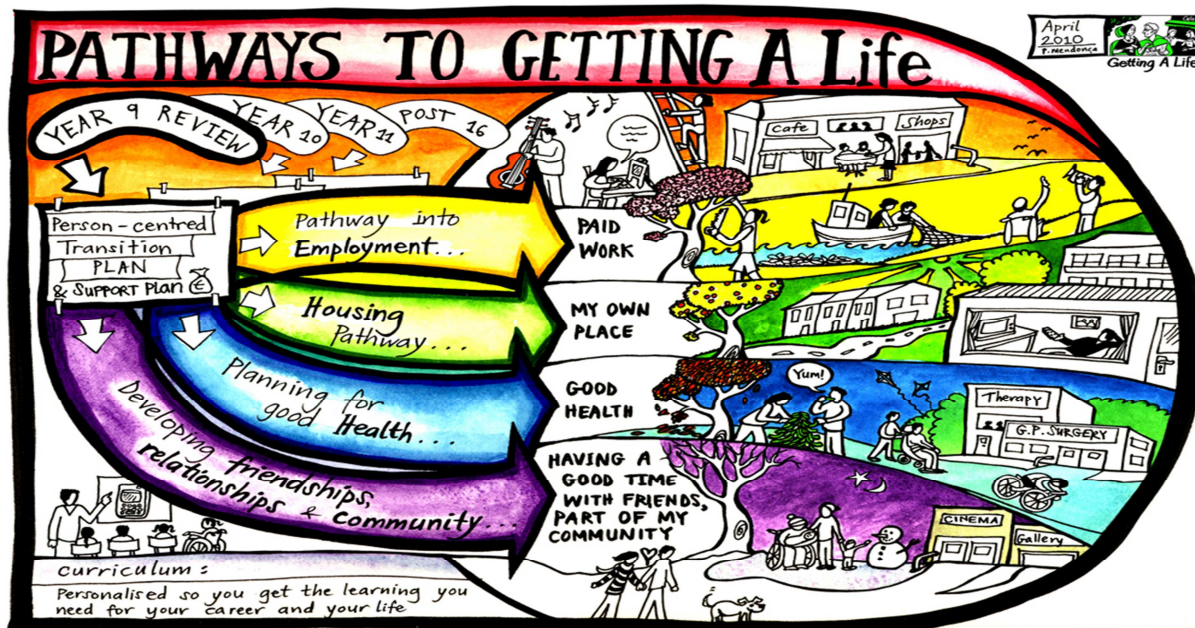 PATHWAYS TO GETTING A Life
April
2010
P. Mendonça
Getting A Life
YEAR 9 REVIEW
YEAR 10
YEAR 11
POST 16
Cafe
Shops
Person-centred
Transition
PLAN
& SUPPORT PLAN £
Pathway into
Employment...
PAID
WORK
Housing
Pathway...
MY OWN
PLACE
Planning for
good Health...
GOOD
HEALTH
Yum!
Therapy
G.P. SURGERY
Developing friendships,
relationships & community....
HAVING A
GOOD TIME
WITH FRIENDS,
PART OF MY
COMMUNITY
CINEMA
Gallery
curriculum:
Personalised so you get the learning you
need for your career and your life